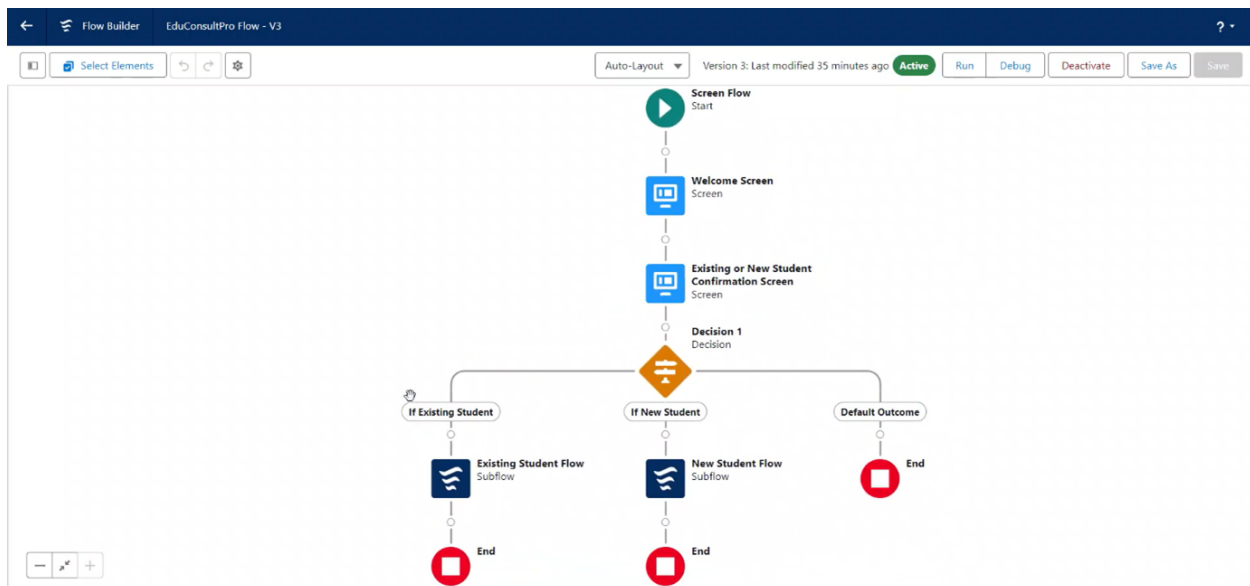 Flow Builder EduConsultPro Flow - V3 ?
Select Elements Auto-Layout Version 3: Last modified 35 minutes ago Active Run Debug Deactivate Save As Save
Screen Flow
Start
Welcome Screen
Screen
Existing or New Student
Confirmation Screen
Screen
Decision 1
Decision
If Existing Student If New Student Default Outcome
Existing Student Flow New Student Flow End
Subflow Subflow
End End